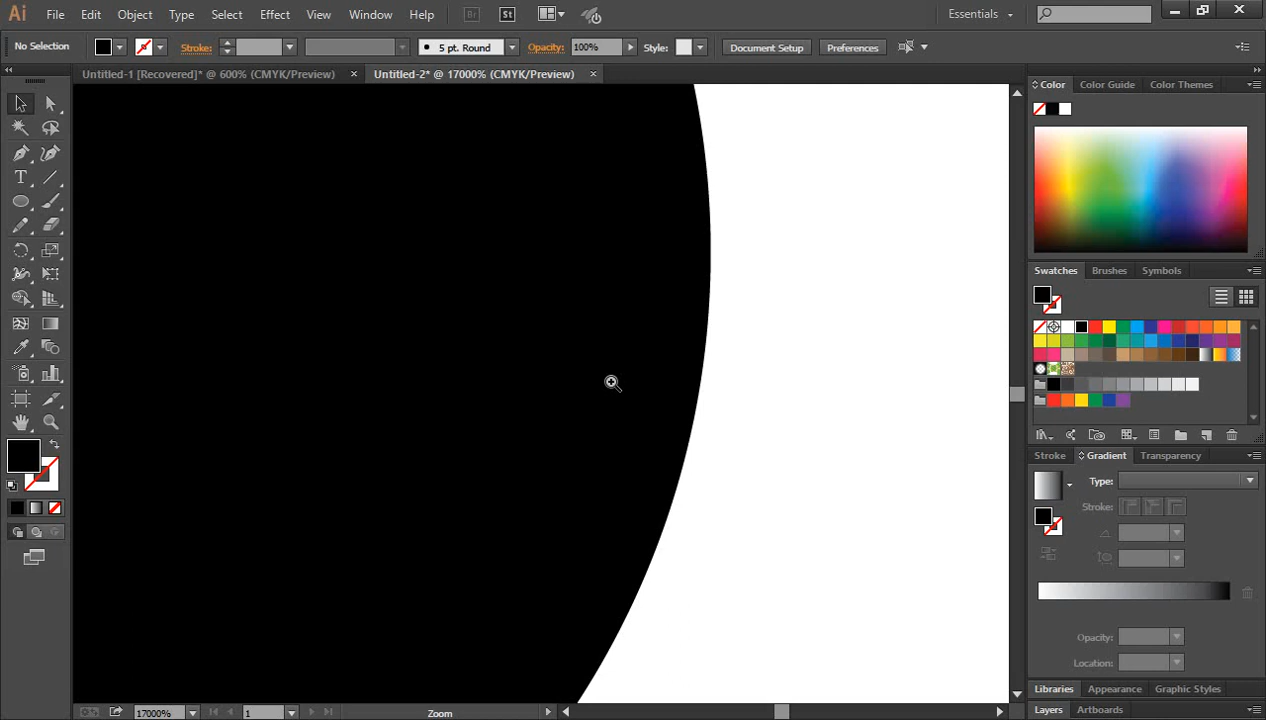 Ai File Edit Object Type Select Effect View Window Help Br St Essentials
No Selection Stroke: 5 pt. Round Opacity: 100% Style: Document Setup Preferences
Untitled-1 [Recovered]* @ 600% (CMYK/Preview) × Untitled-2* @ 17000% (CMYK/Preview) ×
Color Color Guide Color Themes
Swatches Brushes Symbols
Stroke Gradient Transparency
Type:
Stroke:
Opacity:
Location:
Libraries Appearance Graphic Styles
Layers Artboards
17000% 1 Zoom